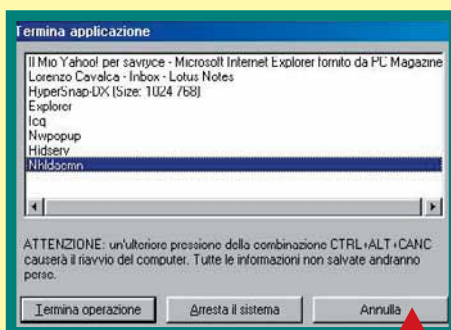 Termina applicazione
Il Mio Yahoo! per savryce - Microsoft Internet Explorer fornito da PC Magazine
Lorenzo Cavalca - Inbox - Lotus Notes
HyperSnap-DX (Size: 1024 768)
Explorer
Icq
Nwpopup
Hidserv
Nhldaemn
ATTENZIONE: un'ulteriore pressione della combinazione CTRL+ALT+CANC
causerà il riavvio del computer. Tutte le informazioni non salvate andranno
perse.
Termina operazione
Arresta il sistema
Annulla